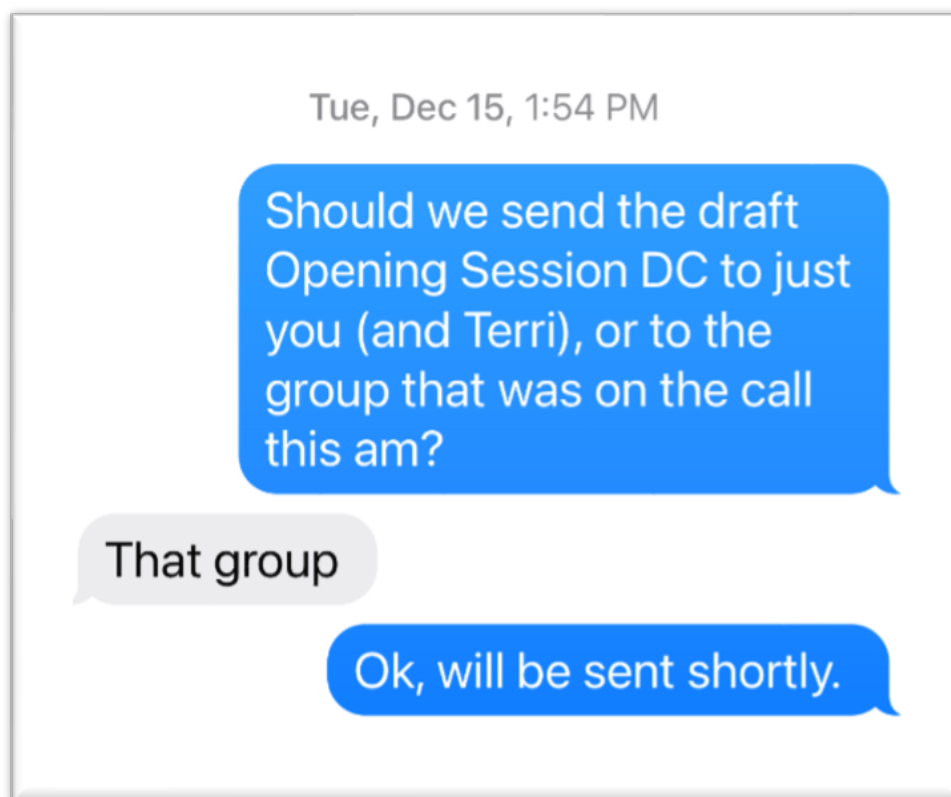 Tue, Dec 15, 1:54 PM
Should we send the draft
Opening Session DC to just
you (and Terri), or to the
group that was on the call
this am?
That group
Ok, will be sent shortly.